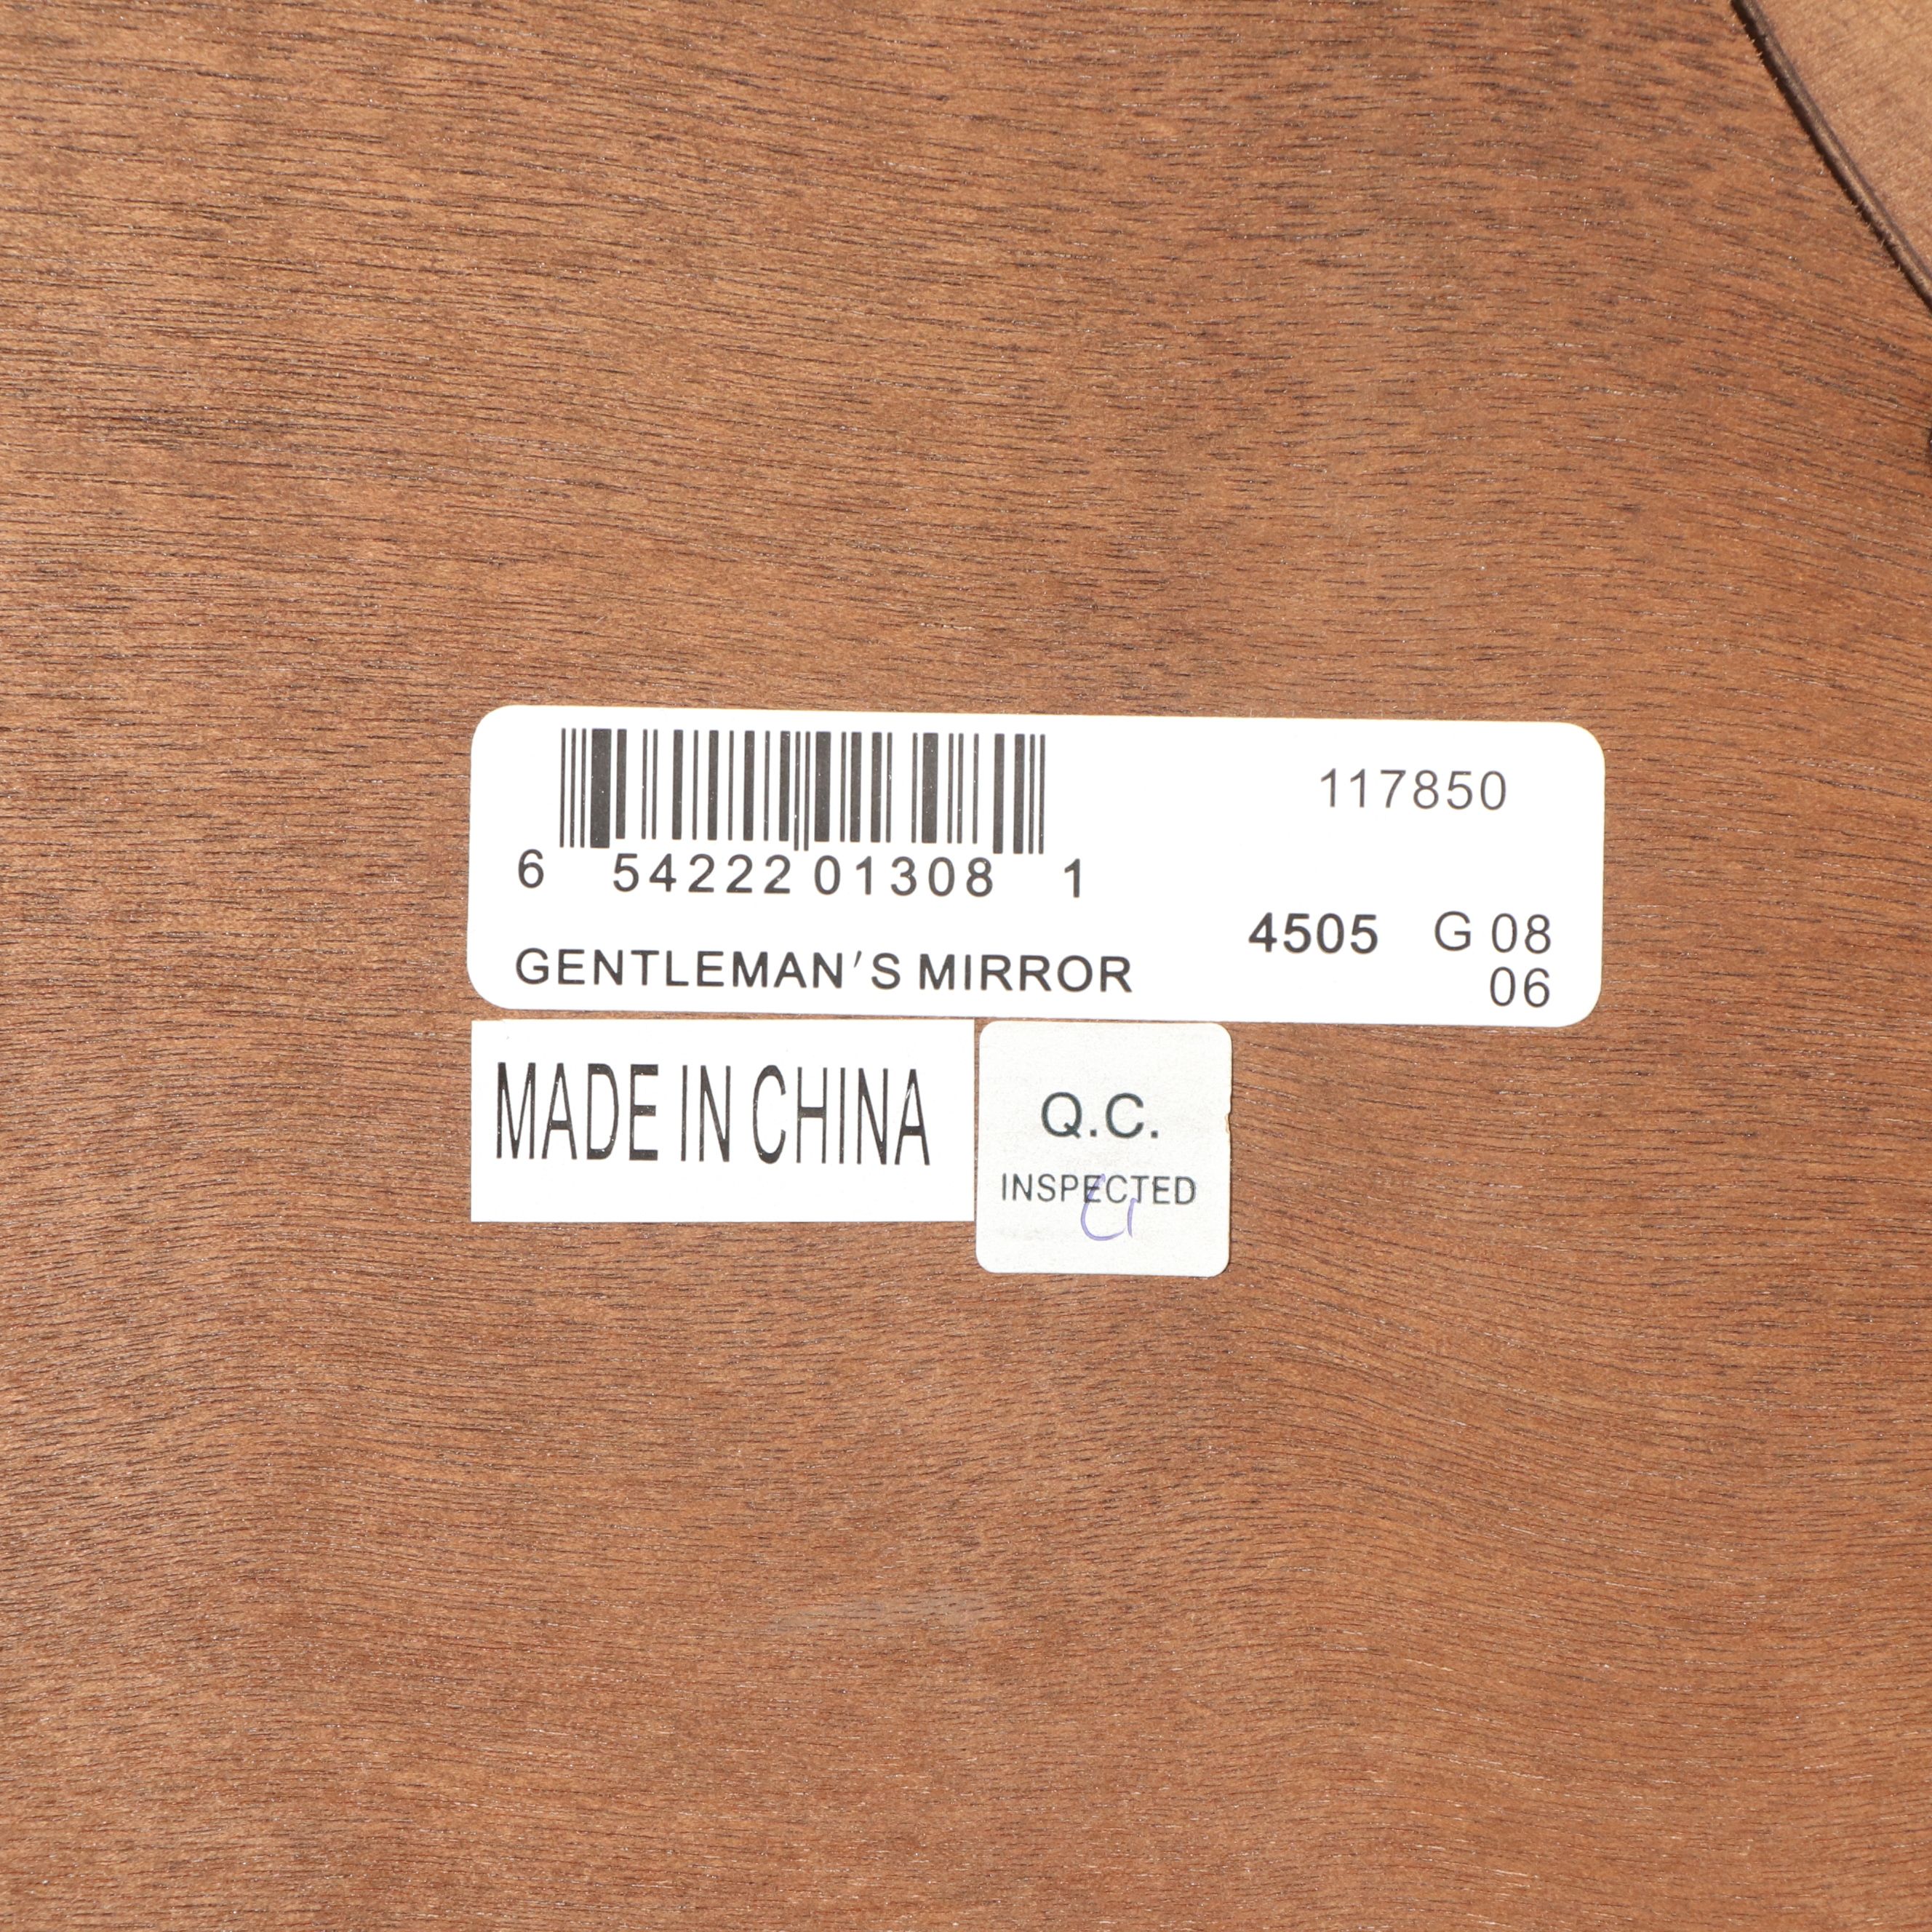 117850
6 54222 01308 1
4505 G 08
06
GENTLEMAN'S MIRROR
MADE IN CHINA
Q.C.
INSPECTED